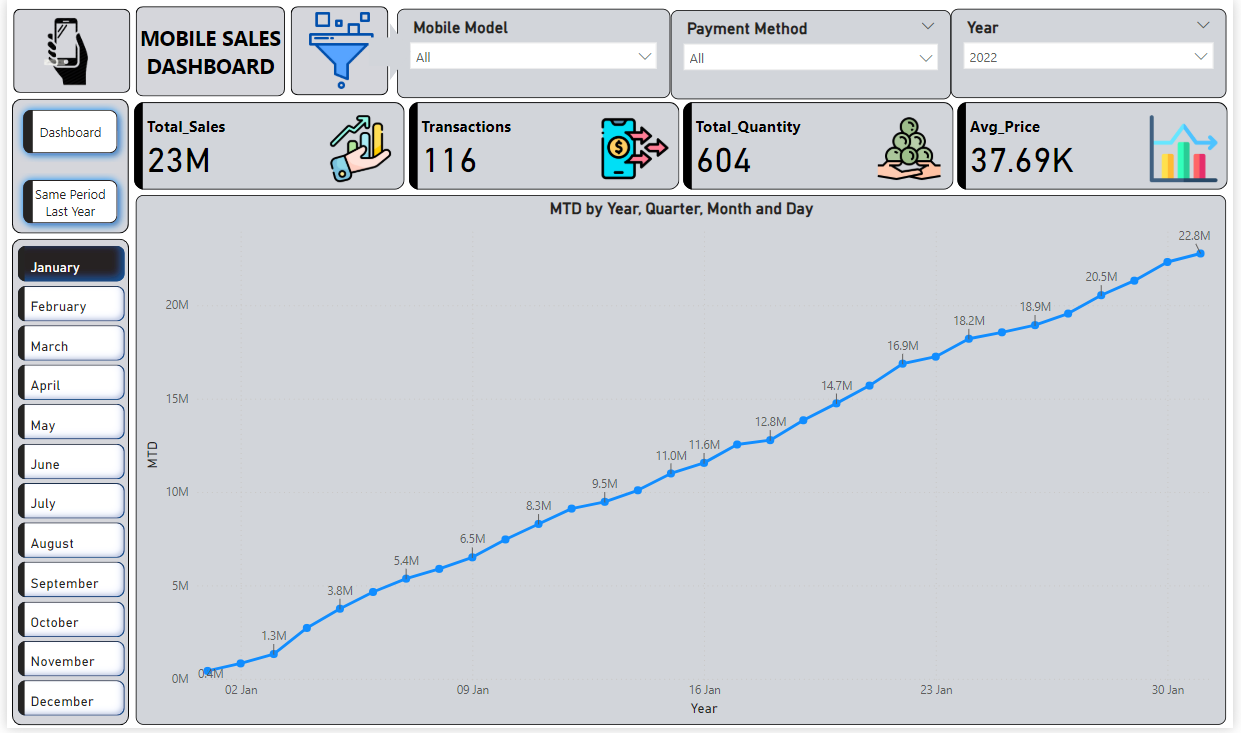 MOBILE SALES
DASHBOARD
Mobile Model
All
Payment Method
All
Year
2022
Dashboard
Same Period
Last Year
Total_Sales
23M
Transactions
116
Total_Quantity
604
Avg_Price
37.69K
January
February
March
April
May
June
July
August
September
October
November
December
MTD by Year, Quarter, Month and Day
MTD
20M
15M
10M
5M
0M
0.4M
1.3M
3.8M
5.4M
6.5M
8.3M
9.5M
11.0M
11.6M
12.8M
14.7M
16.9M
18.2M
18.9M
20.5M
22.8M
02 Jan
09 Jan
16 Jan
23 Jan
30 Jan
Year